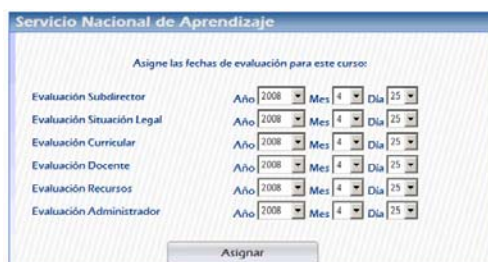 Servicio Nacional de Aprendizaje
Asigne las fechas de evaluación para este curso:
Evaluación Subdirector Año 2008 Mes 4 Día 25
Evaluación Situación Legal Año 2008 Mes 4 Día 25
Evaluación Curricular Año 2008 Mes 4 Día 25
Evaluación Docente Año 2008 Mes 4 Día 25
Evaluación Recursos Año 2008 Mes 4 Día 25
Evaluación Administrador Año 2008 Mes 4 Día 25
Asignar